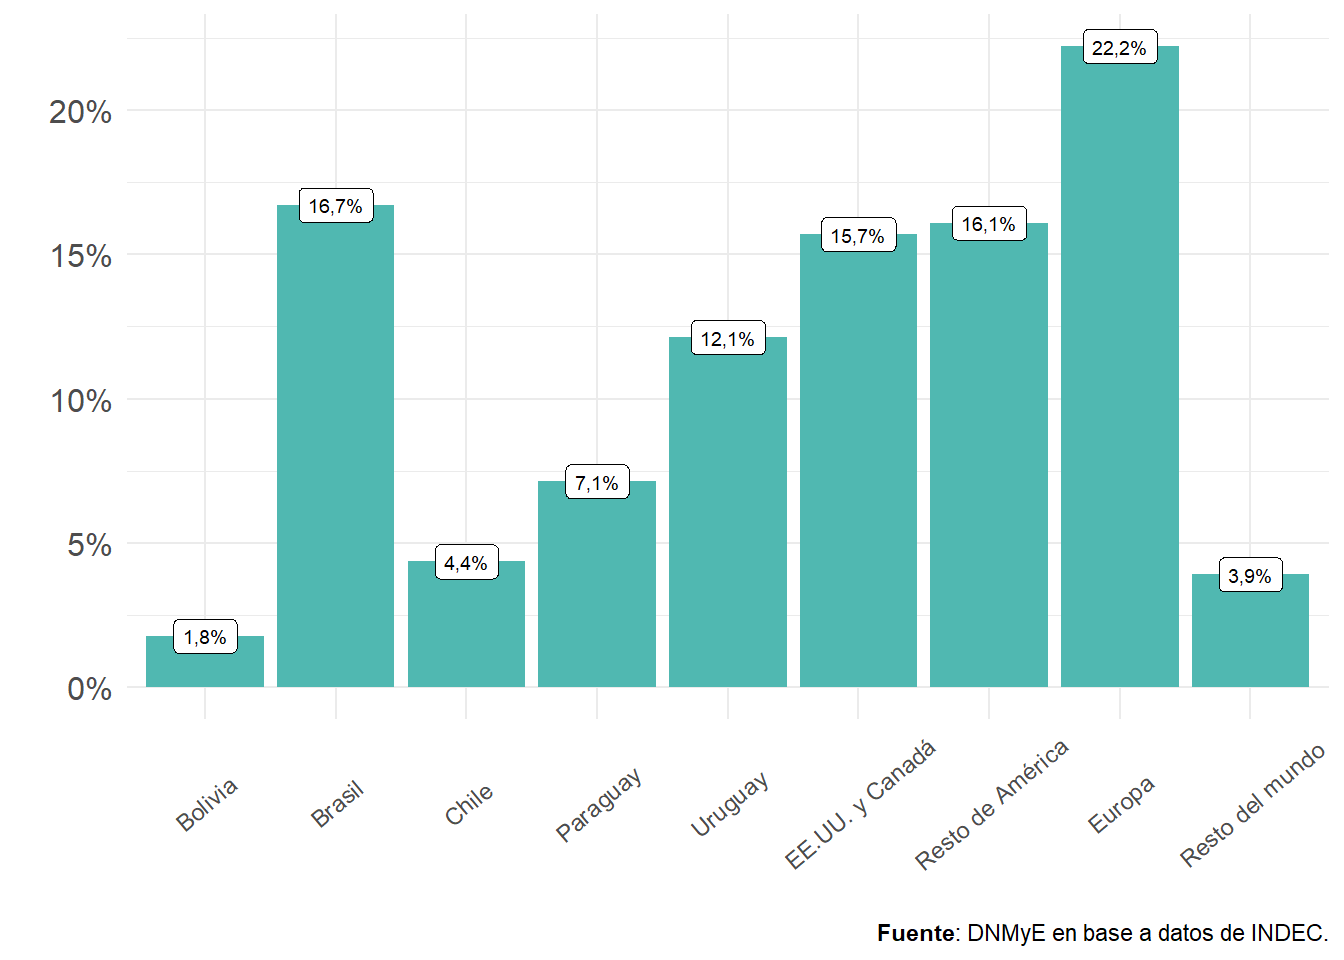 20%
15%
10%
5%
0%
1,8%
16,7%
4,4%
7,1%
12,1%
15,7%
16,1%
22,2%
3,9%
Bolivia
Brasil
Chile
Paraguay
Uruguay
EE.UU. y Canadá
Resto de América
Europa
Resto del mundo
Fuente: DNMyE en base a datos de INDEC.